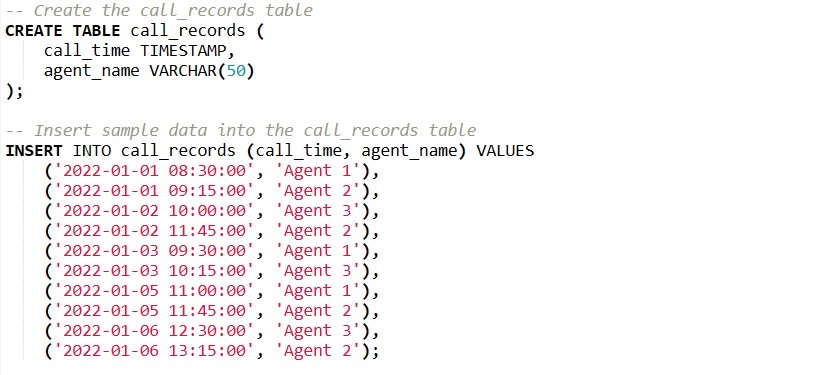 -- Create the call_records table
CREATE TABLE call_records (
    call_time TIMESTAMP,
    agent_name VARCHAR(50)
);

-- Insert sample data into the call_records table
INSERT INTO call_records (call_time, agent_name) VALUES
    ('2022-01-01 08:30:00', 'Agent 1'),
    ('2022-01-01 09:15:00', 'Agent 2'),
    ('2022-01-02 10:00:00', 'Agent 3'),
    ('2022-01-02 11:45:00', 'Agent 2'),
    ('2022-01-03 09:30:00', 'Agent 1'),
    ('2022-01-03 10:15:00', 'Agent 3'),
    ('2022-01-05 11:00:00', 'Agent 1'),
    ('2022-01-05 11:45:00', 'Agent 2'),
    ('2022-01-06 12:30:00', 'Agent 3'),
    ('2022-01-06 13:15:00', 'Agent 2');